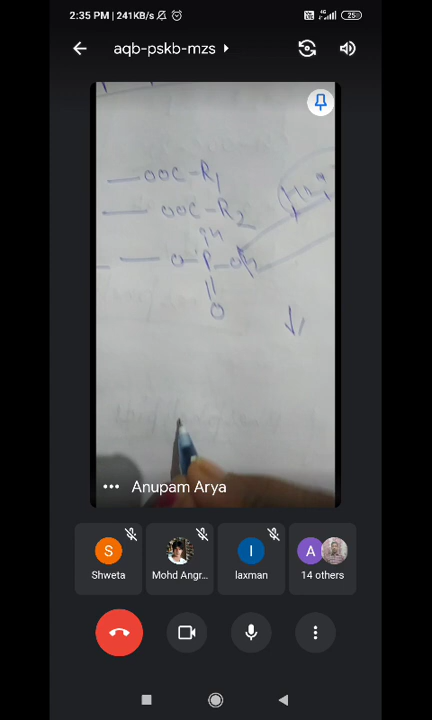 2:35 PM | 241KB/s
25
aqb-pskb-mzs
—OOC-R1
— OOC-R2
— O-P-OH
O
Anupam Arya
S
I
A
Shweta
Mohd Angr...
laxman
14 others